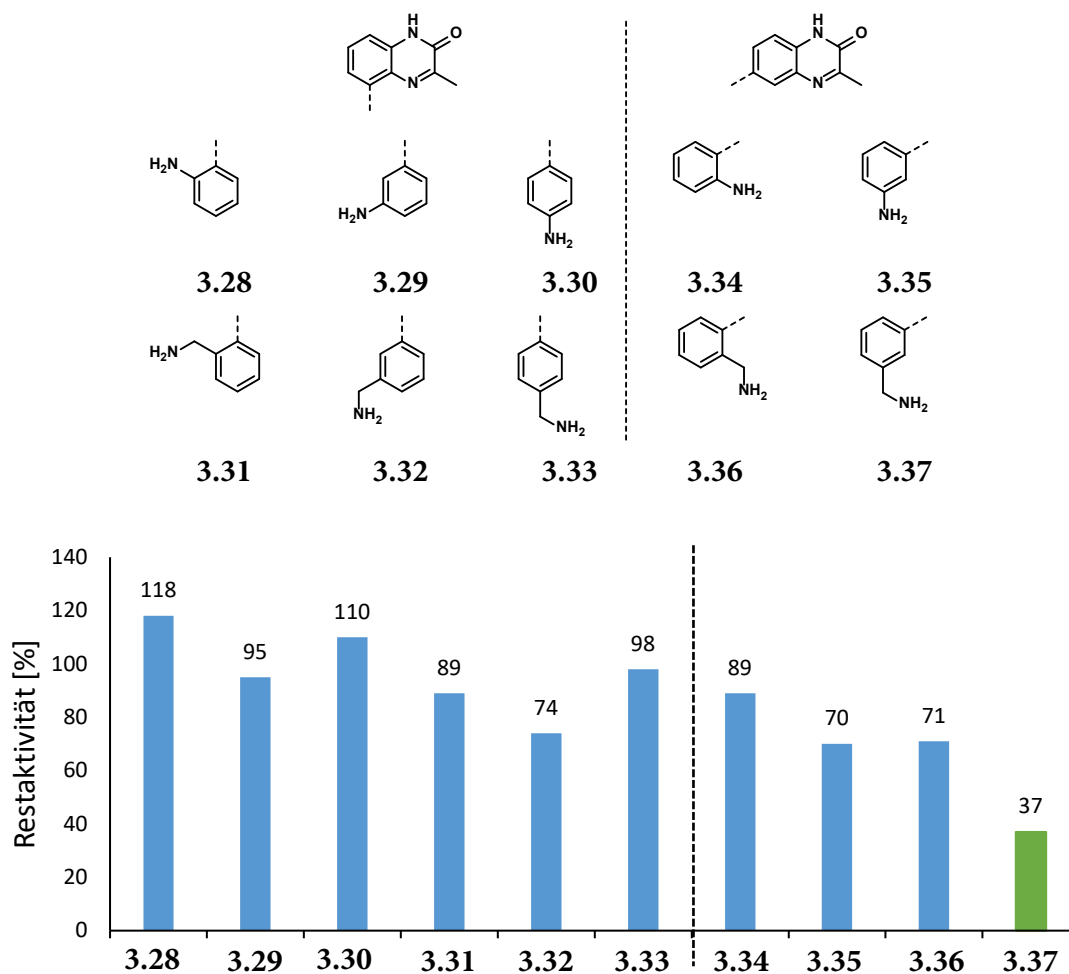 H
N
O
N
H
N
O
N
H₂N
NH₂
NH₂
NH₂
NH₂
3.28 3.29 3.30 3.34 3.35
H₂N
NH₂
NH₂
NH₂
NH₂
3.31 3.32 3.33 3.36 3.37
Restaktivität [%]
140
120
100
80
60
40
20
0
118
95
110
89
74
98
89
70
71
37
3.28 3.29 3.30 3.31 3.32 3.33 3.34 3.35 3.36 3.37